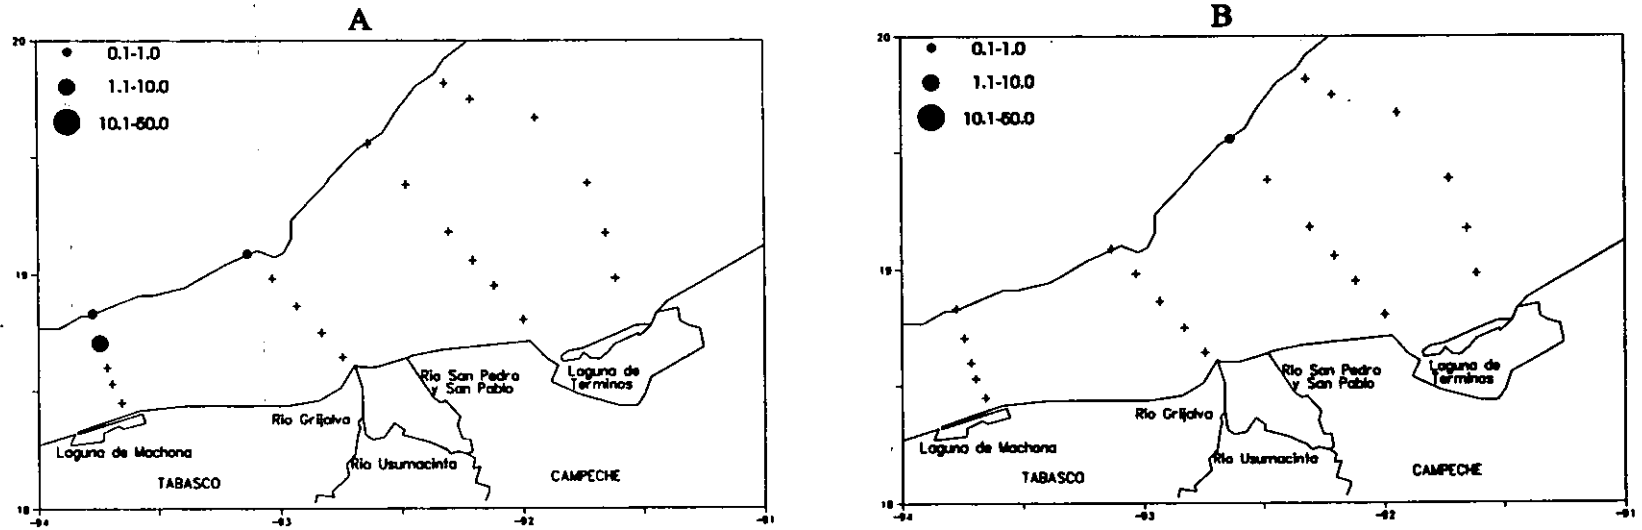 A
20
0.1-1.0
1.1-10.0
10.1-50.0
19
Rio San Pedro
y San Pablo
Laguna de
Terminos
Rio Grijalva
Laguna de Machona
Rio Usumacinta
TABASCO
CAMPECHE
18
-94
-93
-92
-91
B
20
0.1-1.0
1.1-10.0
10.1-50.0
19
Rio San Pedro
y San Pablo
Laguna de
Terminos
Rio Grijalva
Laguna de Machona
Rio Usumacinta
TABASCO
CAMPECHE
18
-94
-93
-92
-91